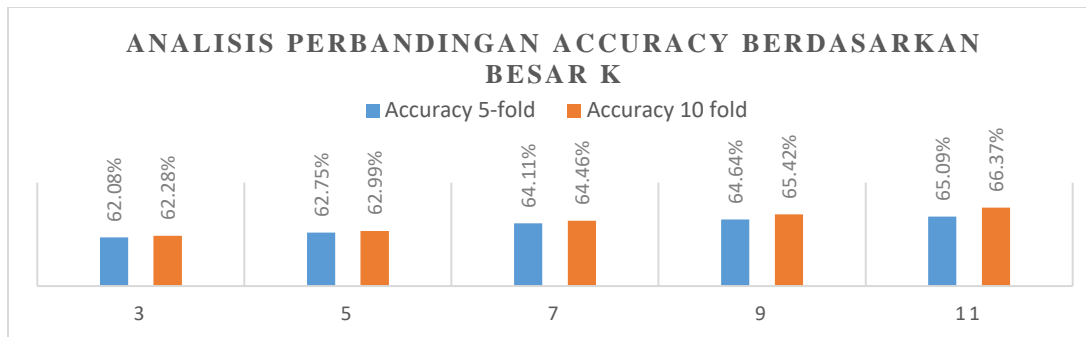 ANALISIS PERBANDINGAN ACCURACY BERDASARKAN
BESAR K
Accuracy 5-fold Accuracy 10 fold
62.08% 62.28% 62.75% 62.99% 64.11% 64.46% 64.64% 65.42% 65.09% 66.37%
3 5 7 9 11